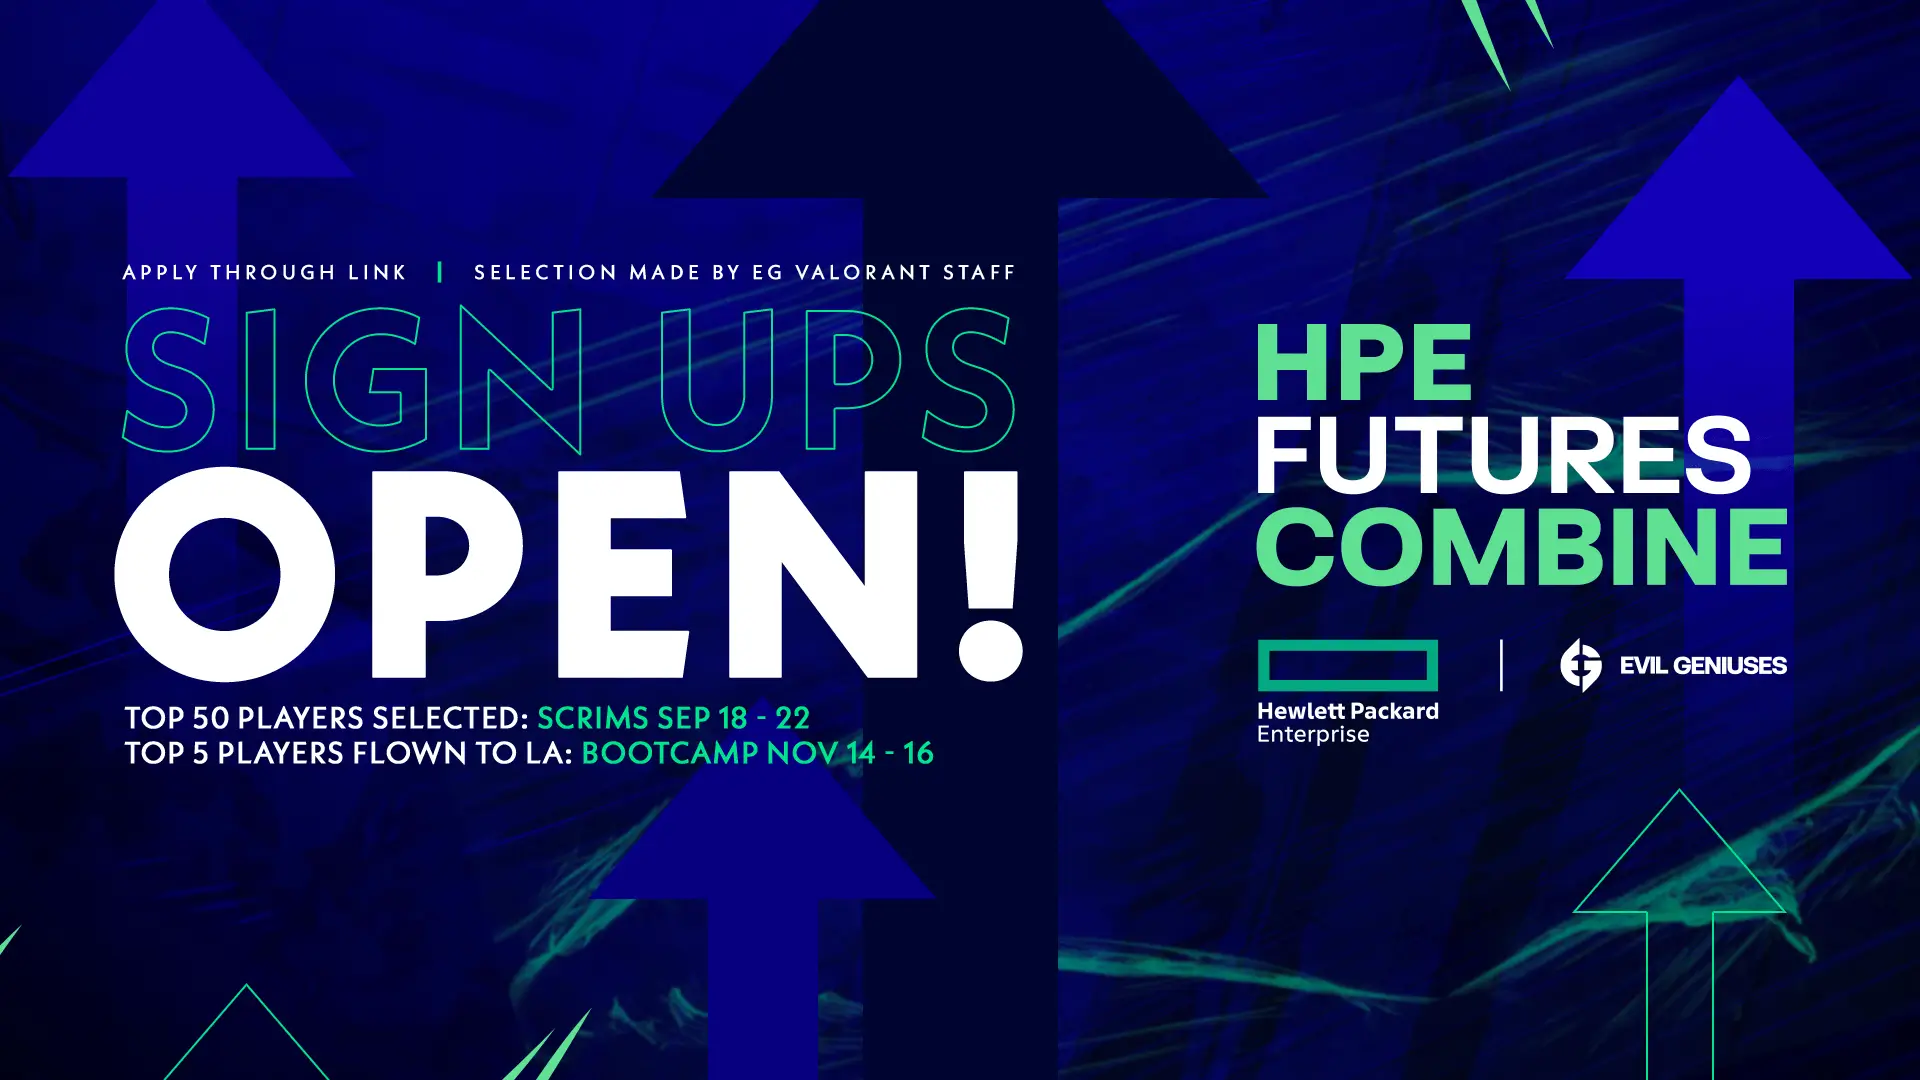 APPLY THROUGH LINK | SELECTION MADE BY EG VALORANT STAFF
SIGN UPS
OPEN!
TOP 50 PLAYERS SELECTED: SCRIMS SEP 18 - 22
TOP 5 PLAYERS FLOWN TO LA: BOOTCAMP NOV 14 - 16
HPE
FUTURES
COMBINE
Hewlett Packard
Enterprise
EVIL GENIUSES